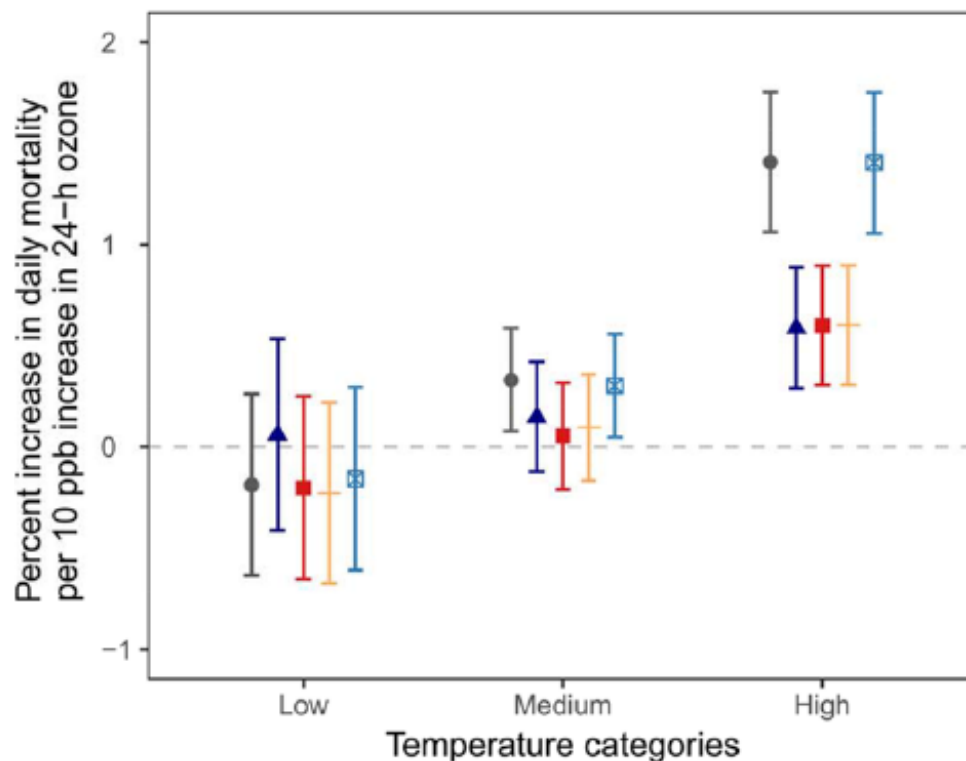 Percent increase in daily mortality
per 10 ppb increase in 24-h ozone
2
1
0
−1
Low Medium High
Temperature categories